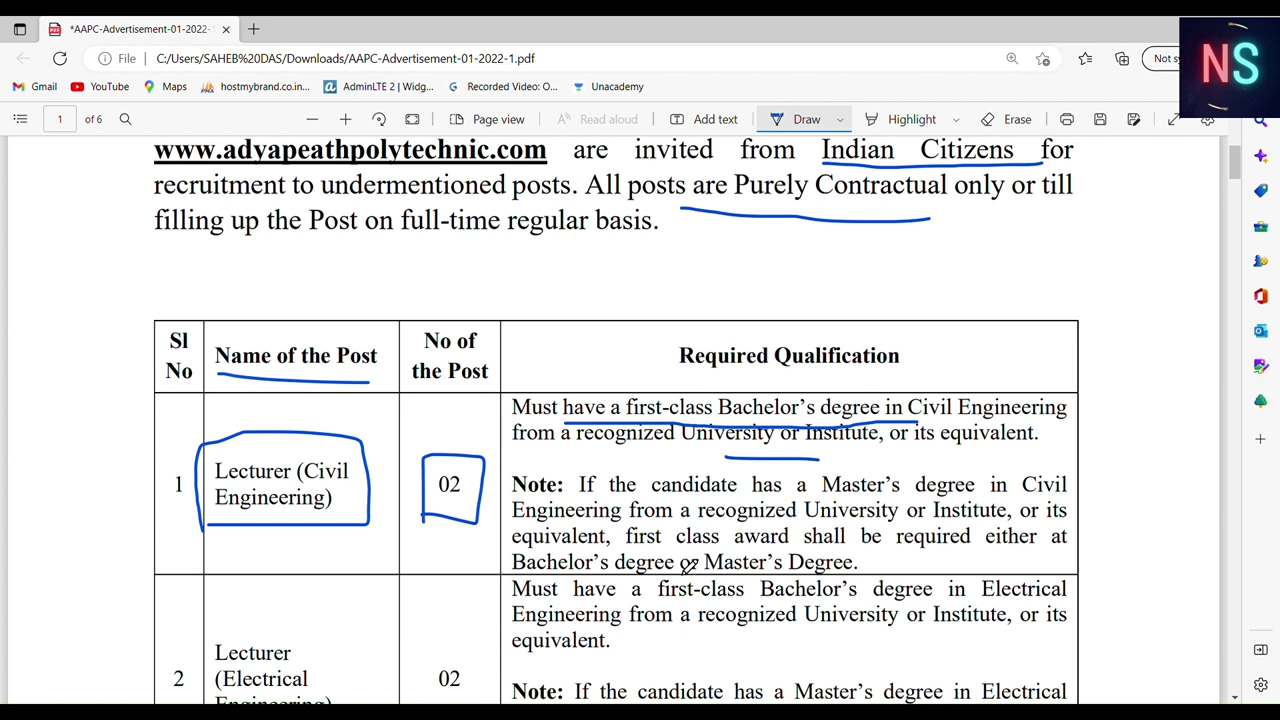 *AAPC-Advertisement-01-2022-
File
C:/Users/SAHEB%20DAS/Downloads/AAPC-Advertisement-01-2022-1.pdf
Not sy
NS
Gmail YouTube Maps hostmybrand.co.in... AdminLTE 2 | Widg... Recorded Video: O... Unacademy
1 of 6 Page view Read aloud Add text Draw Highlight Erase
www.adyapeathpolytechnic.com are invited from Indian Citizens for
recruitment to undermentioned posts. All posts are Purely Contractual only or till
filling up the Post on full-time regular basis.
Sl No
Name of the Post
No of the Post
Required Qualification
1
Lecturer (Civil
Engineering)
02
Must have a first-class Bachelor's degree in Civil Engineering
from a recognized University or Institute, or its equivalent.
Note: If the candidate has a Master's degree in Civil
Engineering from a recognized University or Institute, or its
equivalent, first class award shall be required either at
Bachelor's degree or Master's Degree.
2
Lecturer
(Electrical
Engineering)
02
Must have a first-class Bachelor's degree in Electrical
Engineering from a recognized University or Institute, or its
equivalent.
Note: If the candidate has a Master's degree in Electrical